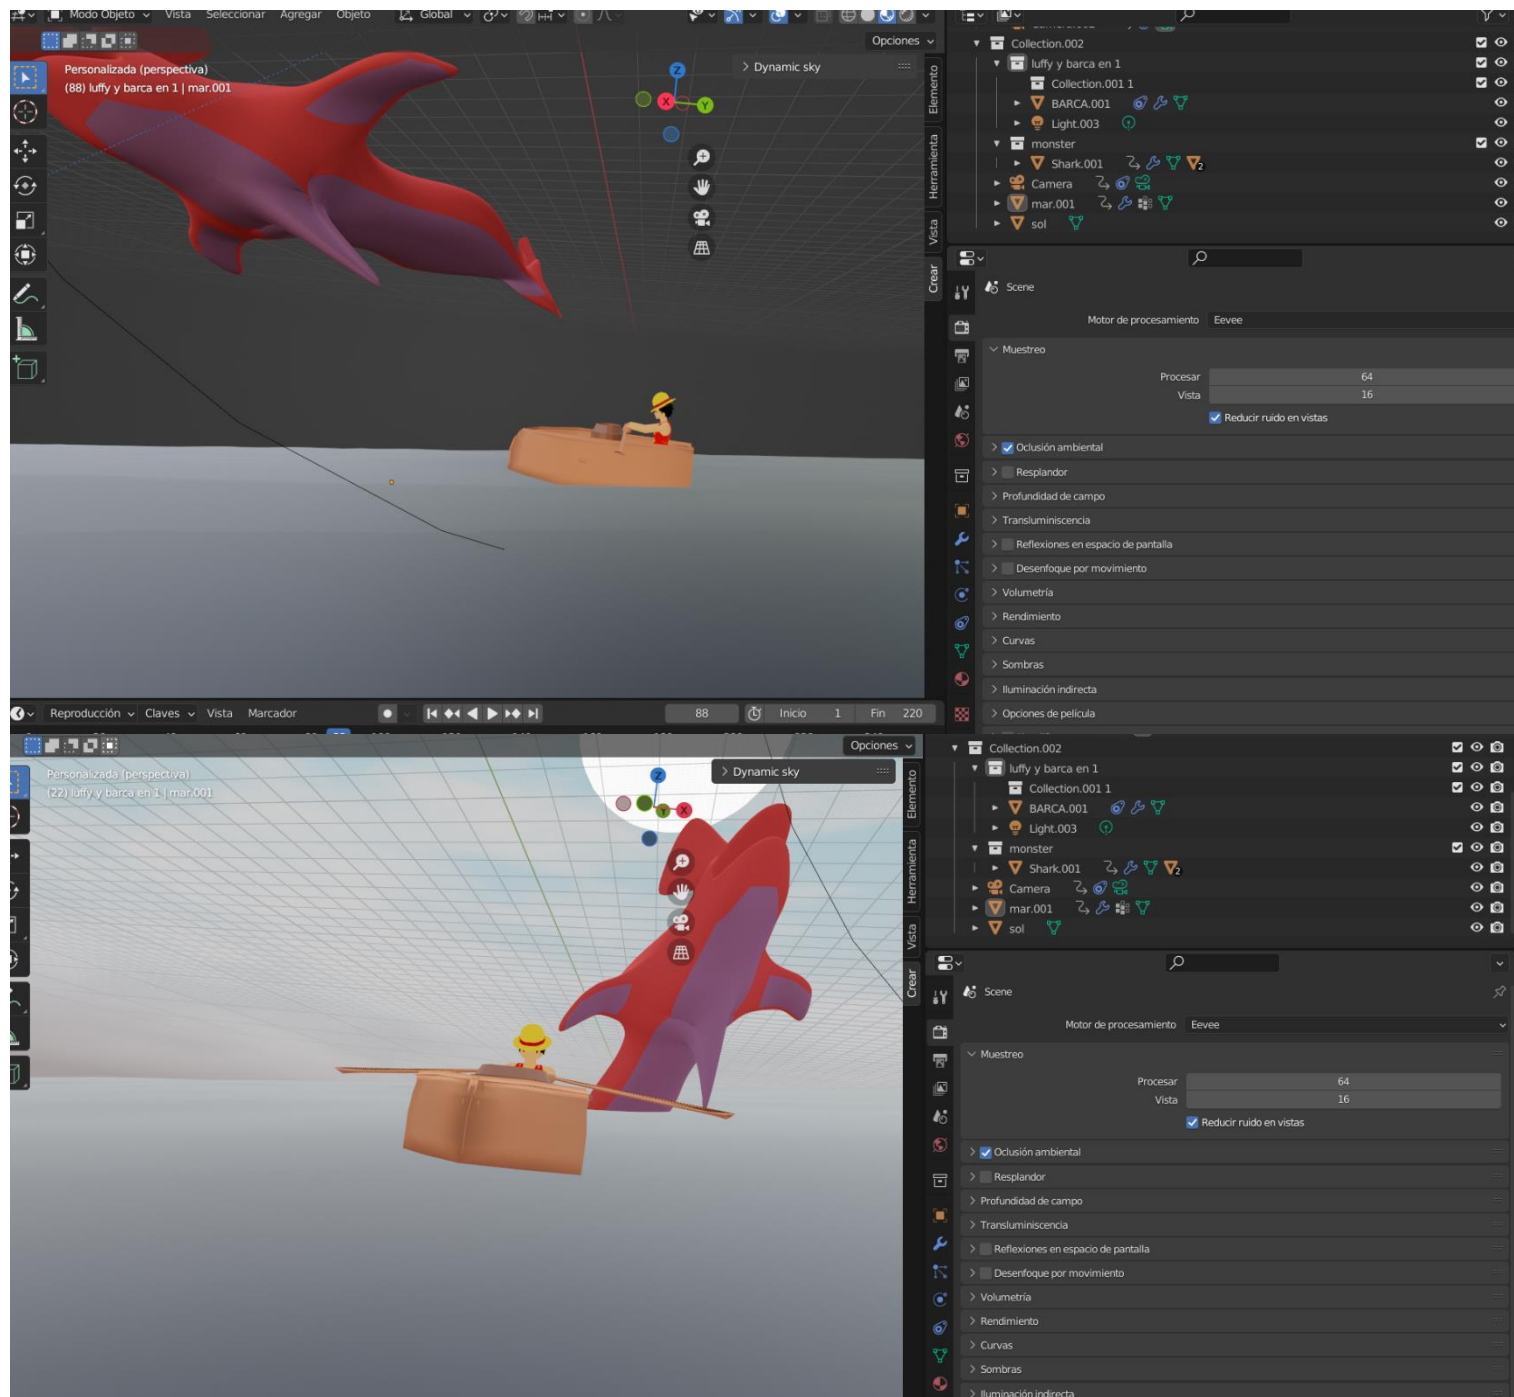 Modo Objeto Vista Seleccionar Agregar Objeto Global
Opciones
Personalizada (perspectiva)
(88) luffy y barca en 1 | mar.001
Dynamic sky
Z
X
Y
Elemento
Herramienta
Vista
Crear
Collection.002
luffy y barca en 1
Collection.001 1
BARCA.001
Light.003
monster
Shark.001 2
Camera
mar.001
sol
Scene
Motor de procesamiento Eevee
Muestreo
Procesar 64
Vista 16
Reducir ruido en vistas
Oclusión ambiental
Resplandor
Profundidad de campo
Transluminiscencia
Reflexiones en espacio de pantalla
Desenfoque por movimiento
Volumetría
Rendimiento
Curvas
Sombras
Iluminación indirecta
Opciones de película
Reproducción Claves Vista Marcador 88 Inicio 1 Fin 220
Opciones
Personalizada (perspectiva)
(22) luffy y barca en 1 | mar.001
Dynamic sky
Z
Y
X
Elemento
Herramienta
Vista
Crear
Collection.002
luffy y barca en 1
Collection.001 1
BARCA.001
Light.003
monster
Shark.001 2
Camera
mar.001
sol
Scene
Motor de procesamiento Eevee
Muestreo
Procesar 64
Vista 16
Reducir ruido en vistas
Oclusión ambiental
Resplandor
Profundidad de campo
Transluminiscencia
Reflexiones en espacio de pantalla
Desenfoque por movimiento
Volumetría
Rendimiento
Curvas
Sombras
Iluminación indirecta